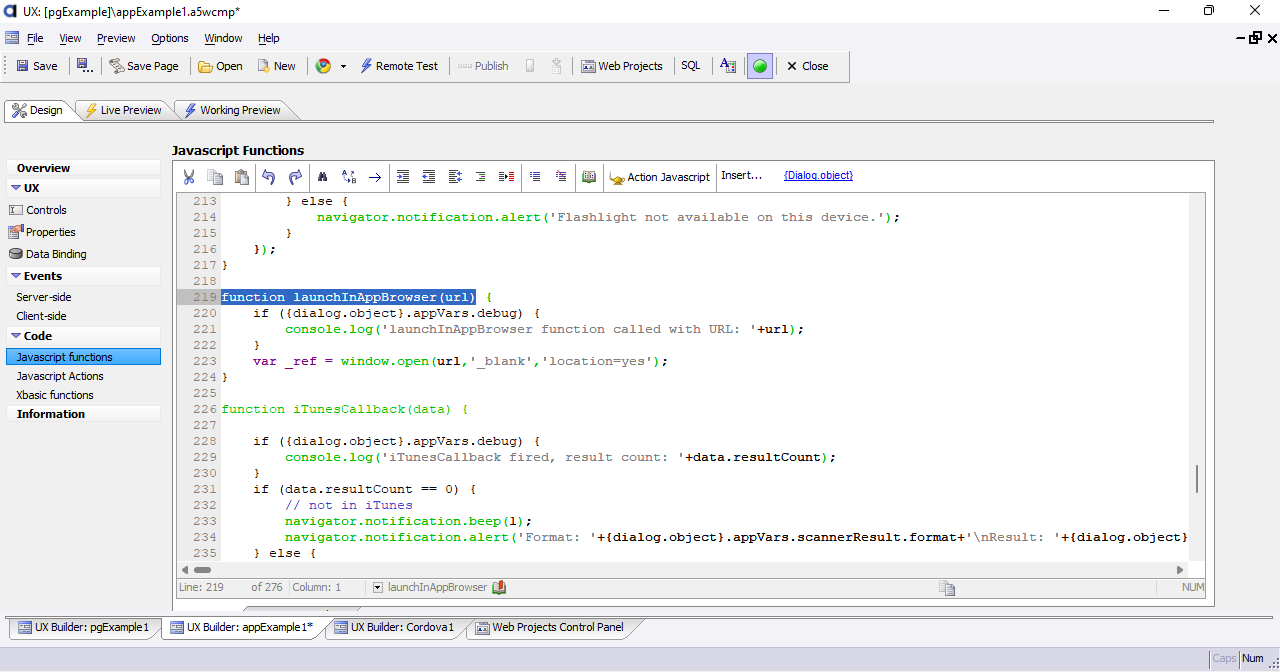 UX: [pgExample]\appExample1.a5wcmp*
File View Preview Options Window Help
Save Save Page Open New Remote Test Publish Web Projects SQL Close
Design Live Preview Working Preview
Javascript Functions
Overview
UX
Controls
Properties
Data Binding
Events
Server-side
Client-side
Code
Javascript functions
Javascript Actions
Xbasic functions
Information
Action Javascript Insert... {Dialog.object}
213 } else {
214 navigator.notification.alert('Flashlight not available on this device.');
215 }
216 });
217 }
218
219 function launchInAppBrowser(url) {
220 if ({dialog.object}.appVars.debug) {
221 console.log('launchInAppBrowser function called with URL: '+url);
222 }
223 var _ref = window.open(url,'_blank','location=yes');
224 }
225
226 function iTunesCallback(data) {
227
228 if ({dialog.object}.appVars.debug) {
229 console.log('iTunesCallback fired, result count: '+data.resultCount);
230 }
231 if (data.resultCount == 0) {
232 // not in iTunes
233 navigator.notification.beep(1);
234 navigator.notification.alert('Format: '+{dialog.object}.appVars.scannerResult.format+'\nResult: '+{dialog.object}
235 } else {
Line: 219 of 276 Column: 1 launchInAppBrowser NUM
UX Builder: pgExample1 UX Builder: appExample1* UX Builder: Cordova1 Web Projects Control Panel
Caps Num